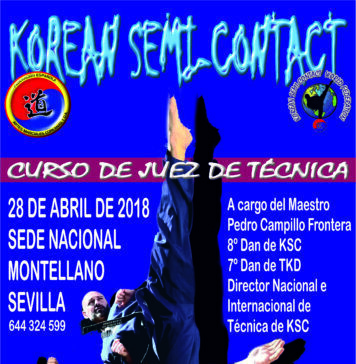 KOREAN SEMI-CONTACT
道
CURSO DE JUEZ DE TÉCNICA
28 DE ABRIL DE 2018
SEDE NACIONAL
MONTELLANO
SEVILLA
644 324 599
A cargo del Maestro
Pedro Campillo Frontera
8º Dan de KSC
7º Dan de TKD
Director Nacional e
Internacional de
Técnica de KSC